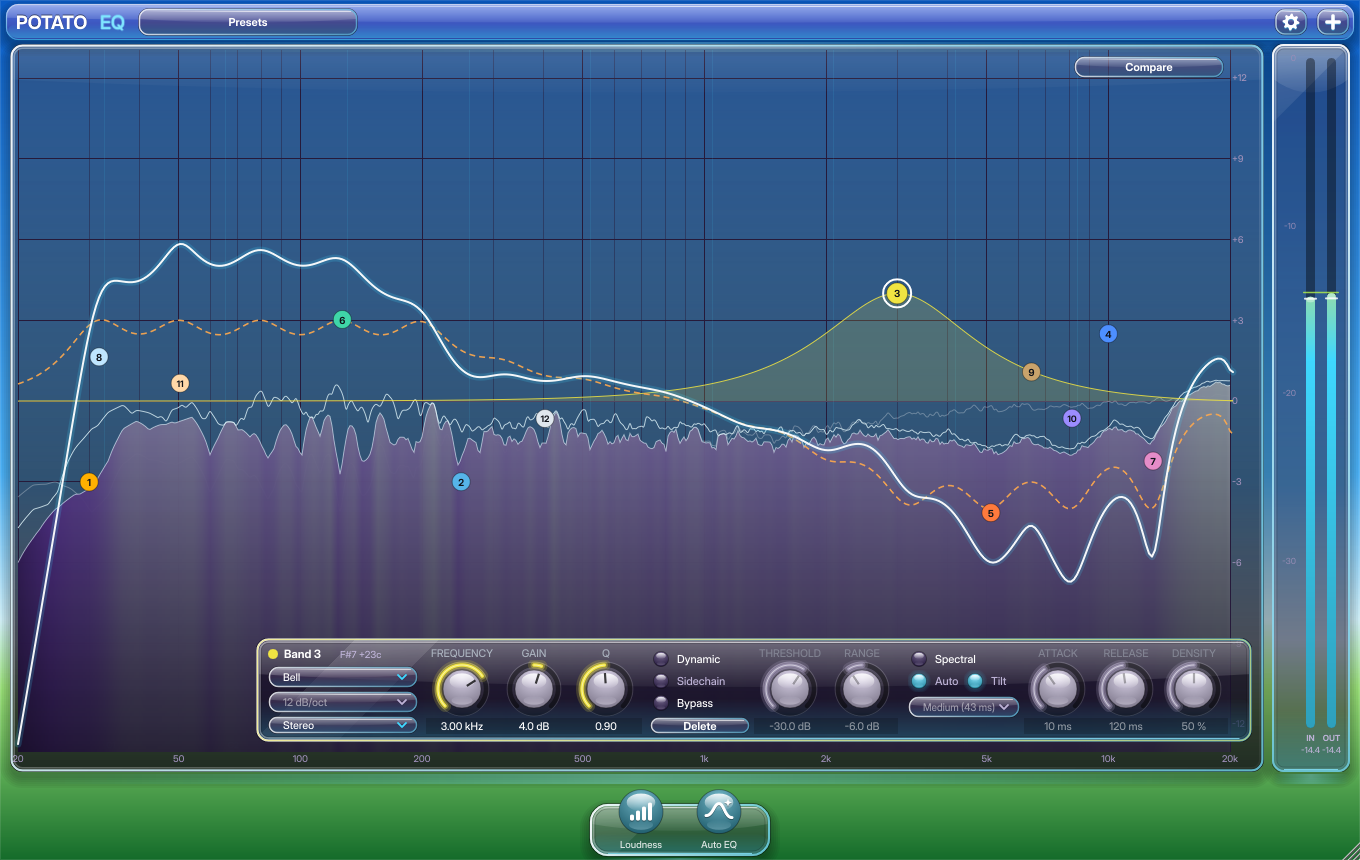 POTATO EQ Presets
Compare
+12
+9
+6
+3
0
-3
-6
-12
8
11
6
3
4
9
12
10
1
2
7
5
-10
-20
-30
IN OUT
-14.4 -14.4
Band 3 F#7 +23c
Bell
12 dB/oct
Stereo
FREQUENCY GAIN Q
3.00 kHz 4.0 dB 0.90
Dynamic
Sidechain
Bypass
Delete
THRESHOLD RANGE
-30.0 dB -6.0 dB
Spectral
Auto Tilt
Medium (43 ms)
ATTACK RELEASE DENSITY
10 ms 120 ms 50 %
20 50 100 200 500 1k 2k 5k 10k 20k
Loudness Auto EQ